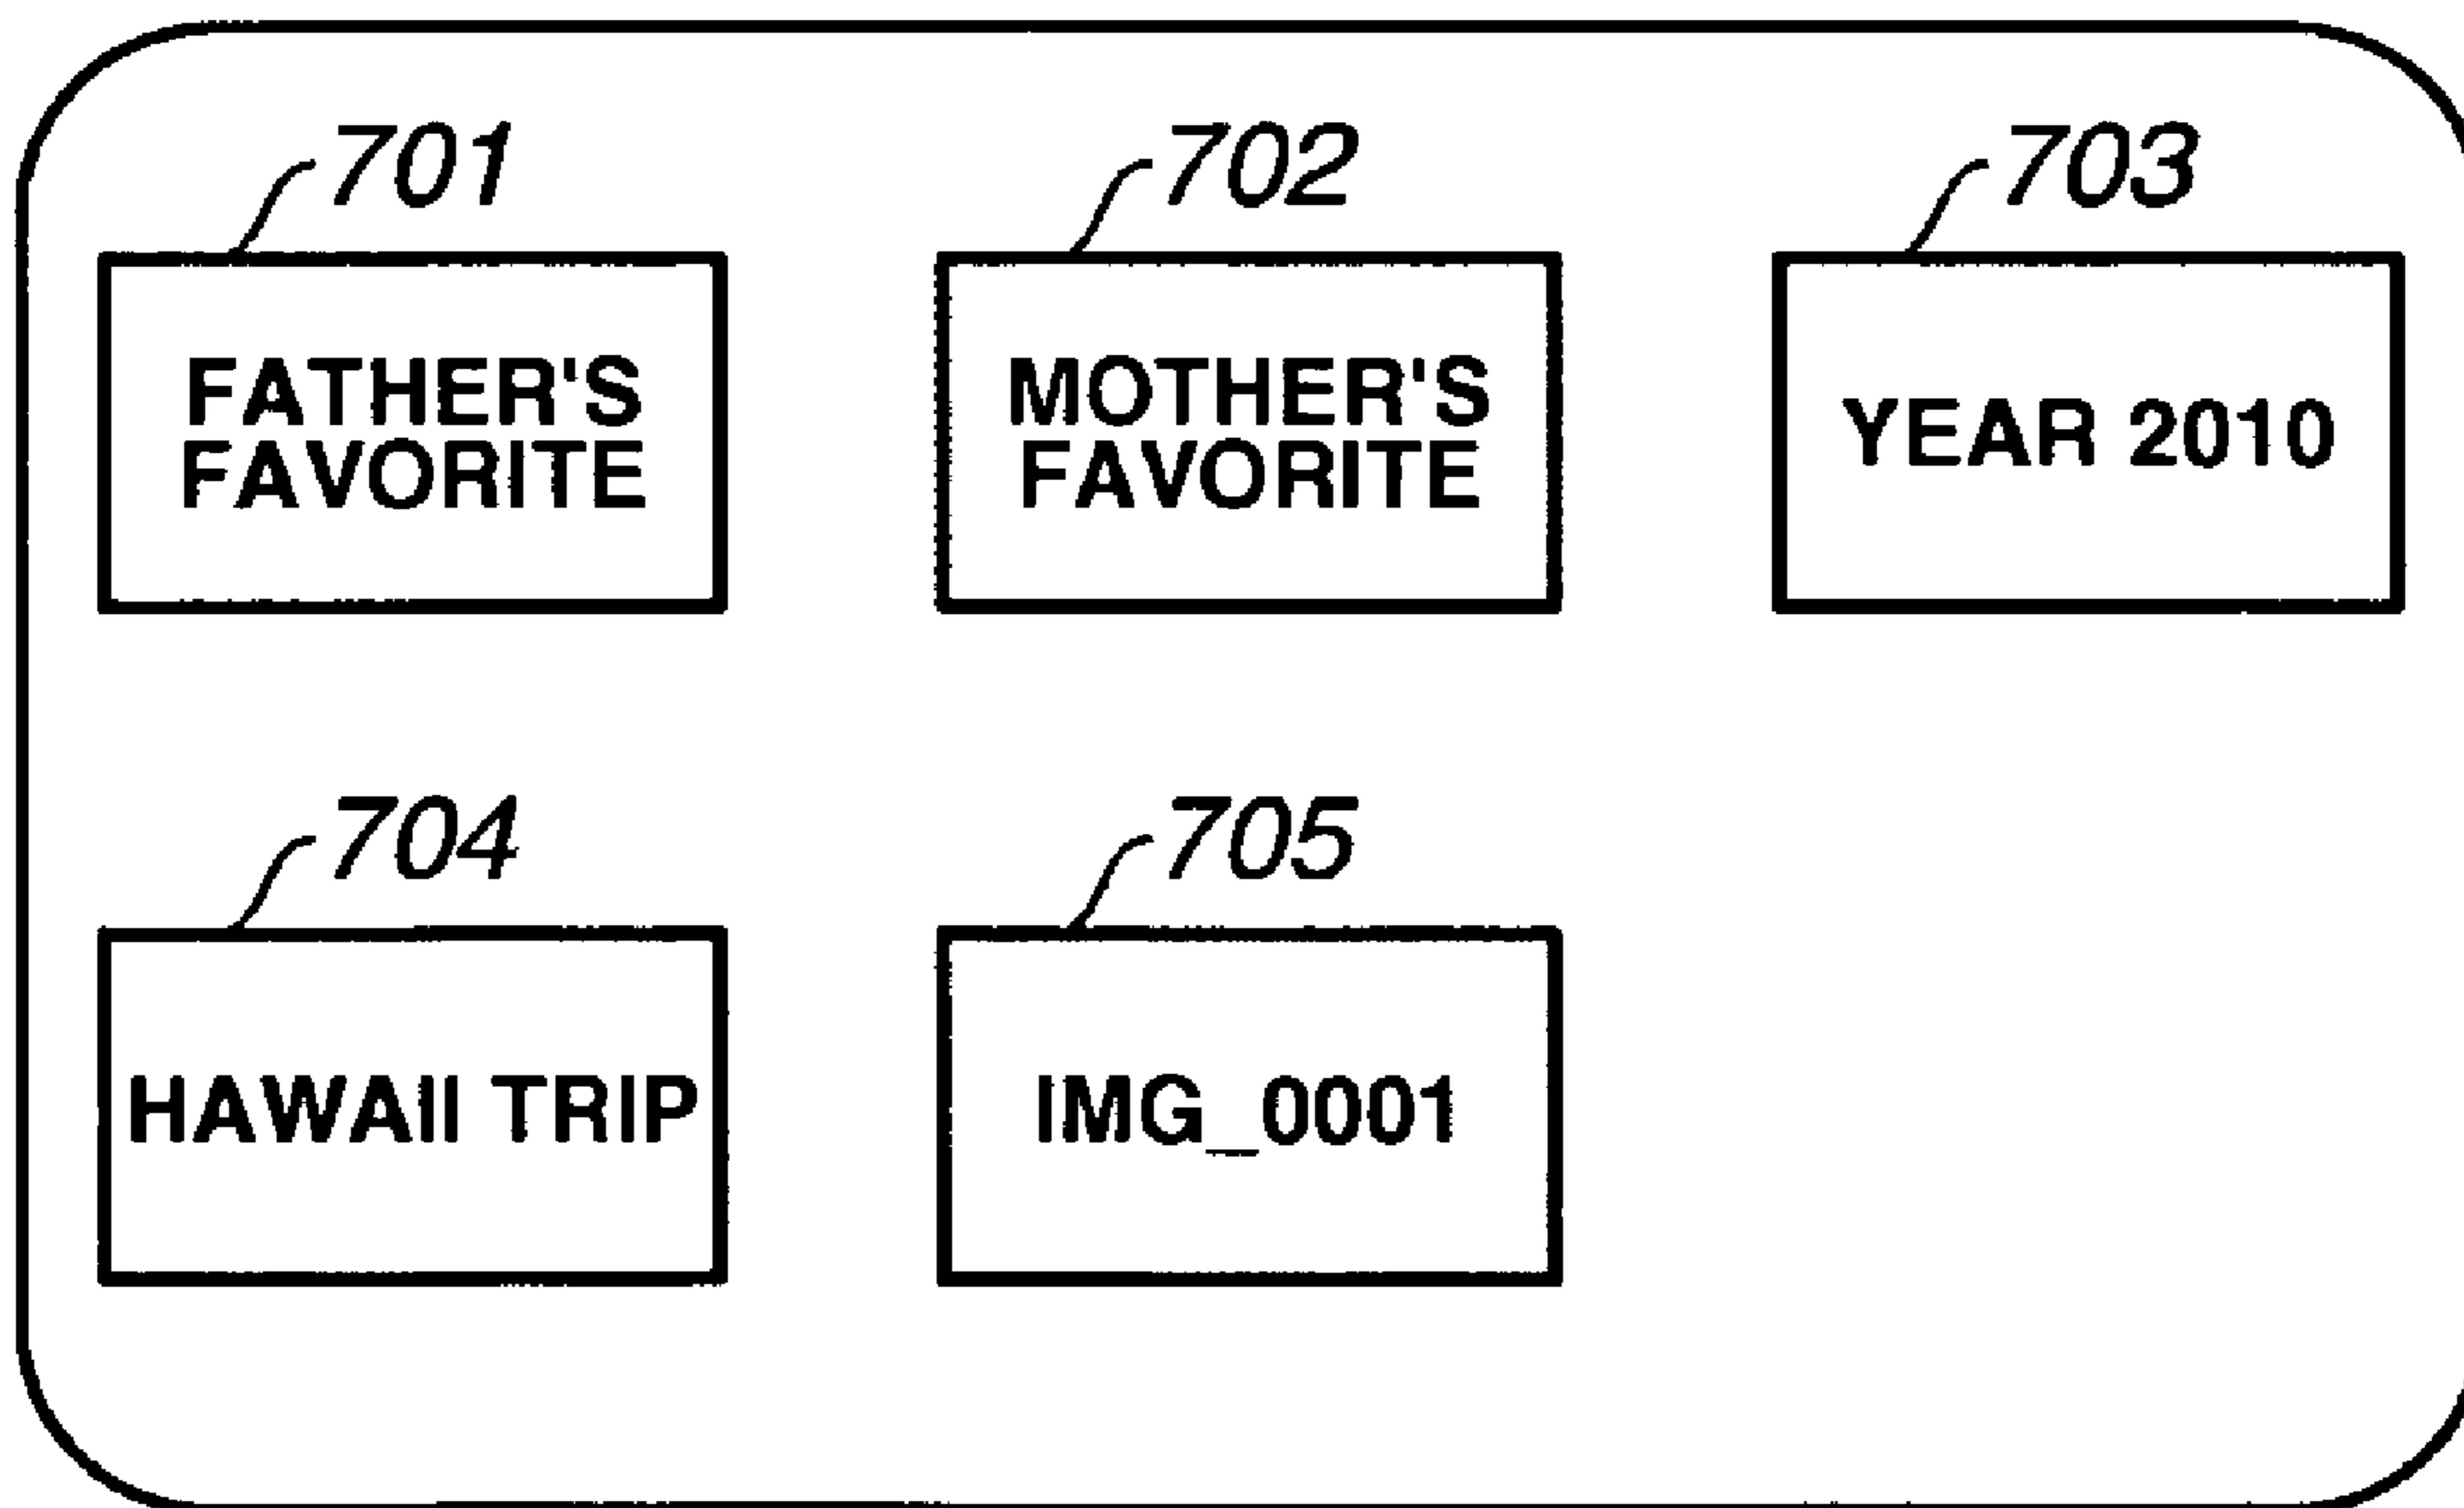 701
702
703
FATHER'S
FAVORITE
MOTHER'S
FAVORITE
YEAR 2010
704
705
HAWAII TRIP
IMG_0001